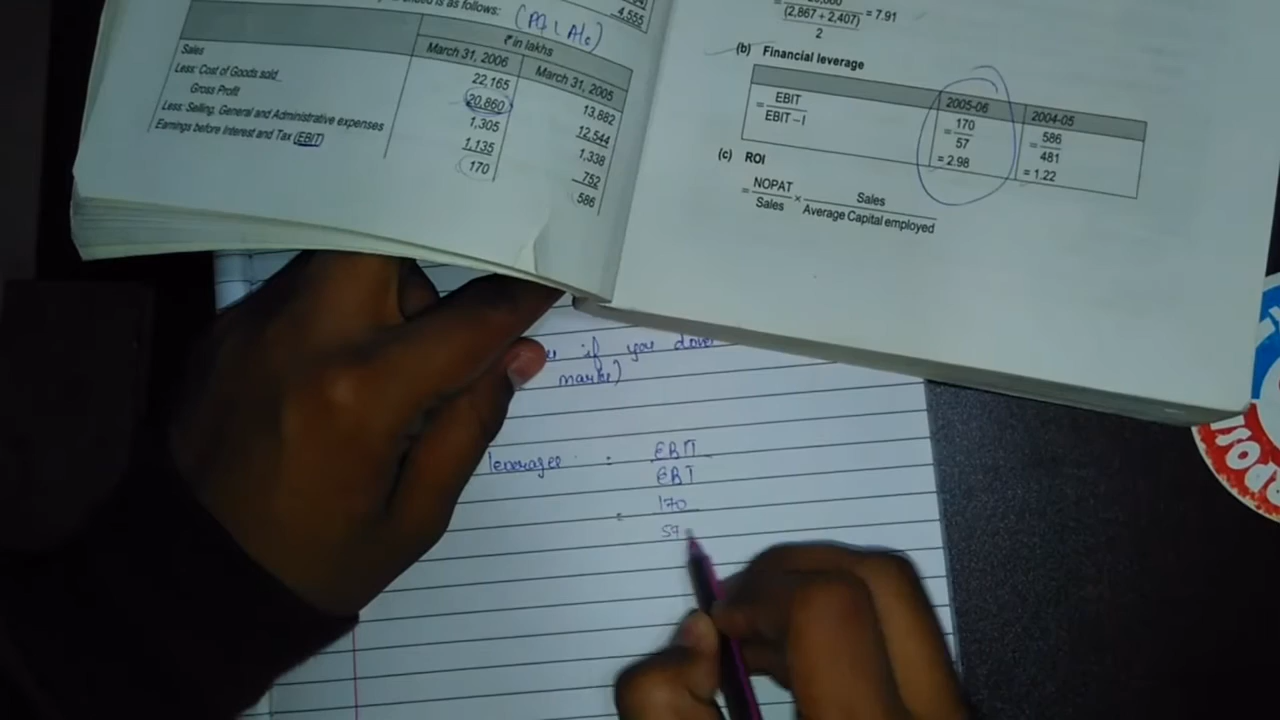 is as follows:
(P&L A/c)
4,555
₹ in lakhs
March 31, 2006 March 31, 2005
Sales 22,165 13,882
Less: Cost of Goods sold 20,860 12,544
Gross Profit 1,305 1,338
Less: Selling, General and Administrative expenses 1,135 752
Earnings before Interest and Tax (EBIT) 170 586
(2,867 + 2,407) = 7.91
2
(b) Financial leverage
2005-06 2004-05
= EBIT = 170 = 586
EBIT – I 57 481
= 2.98 = 1.22
(c) ROI
= NOPAT × Sales
Sales Average Capital employed
if you
leverages = EBIT
EBT
= 170
57